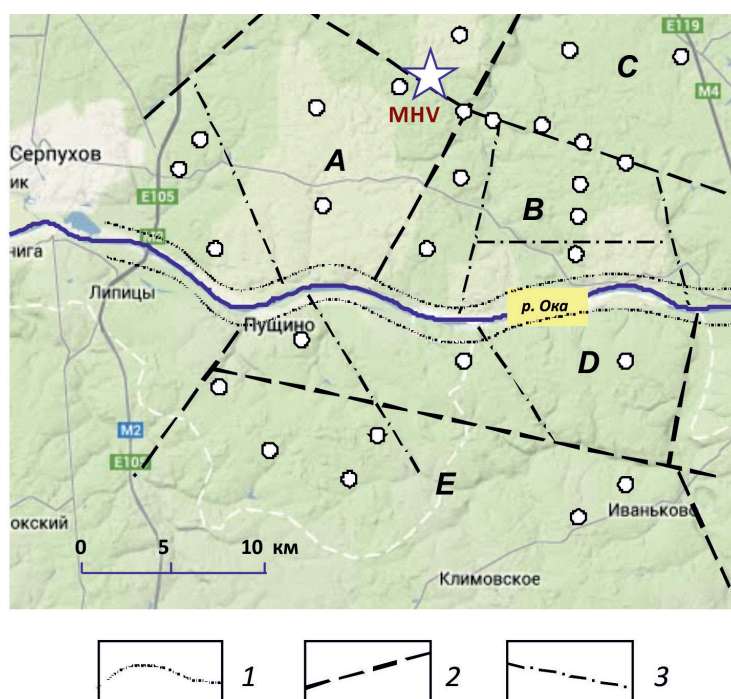 E119
C
M4
MHV
Серпухов
ик
A
E105
B
M2
нига
Липицы
р. Ока
Пущино
D
M2
E105
E
Иваньково
окский
0 5 10 км
Климовское
1 2 3